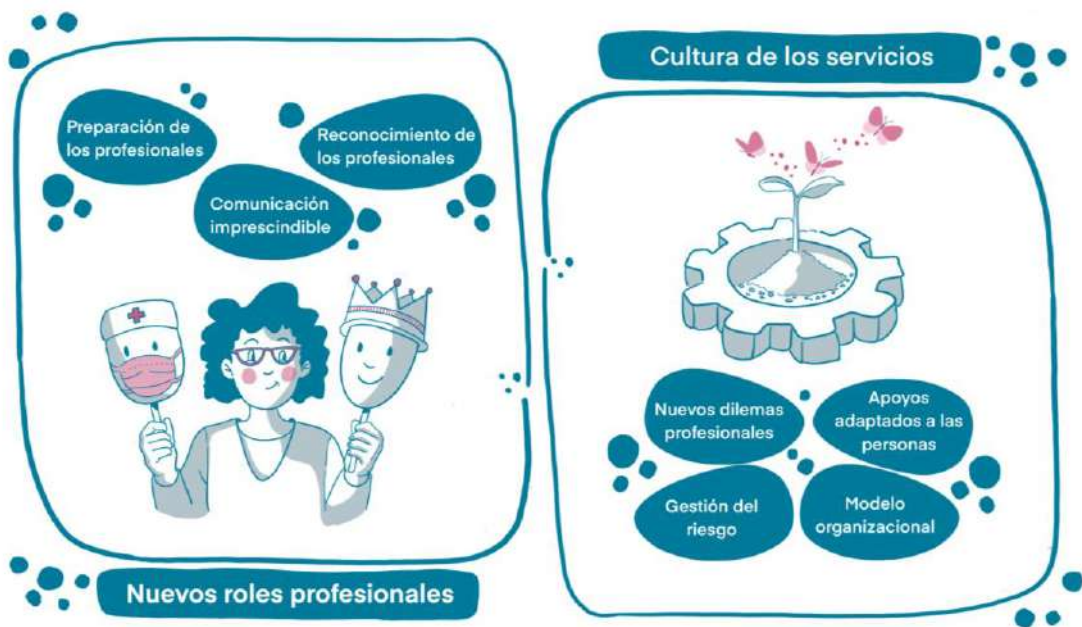 Preparación de
los profesionales
Reconocimiento de
los profesionales
Comunicación
imprescindible
Nuevos roles profesionales
Cultura de los servicios
Nuevos dilemas
profesionales
Apoyos
adaptados a las
personas
Gestión del
riesgo
Modelo
organizacional